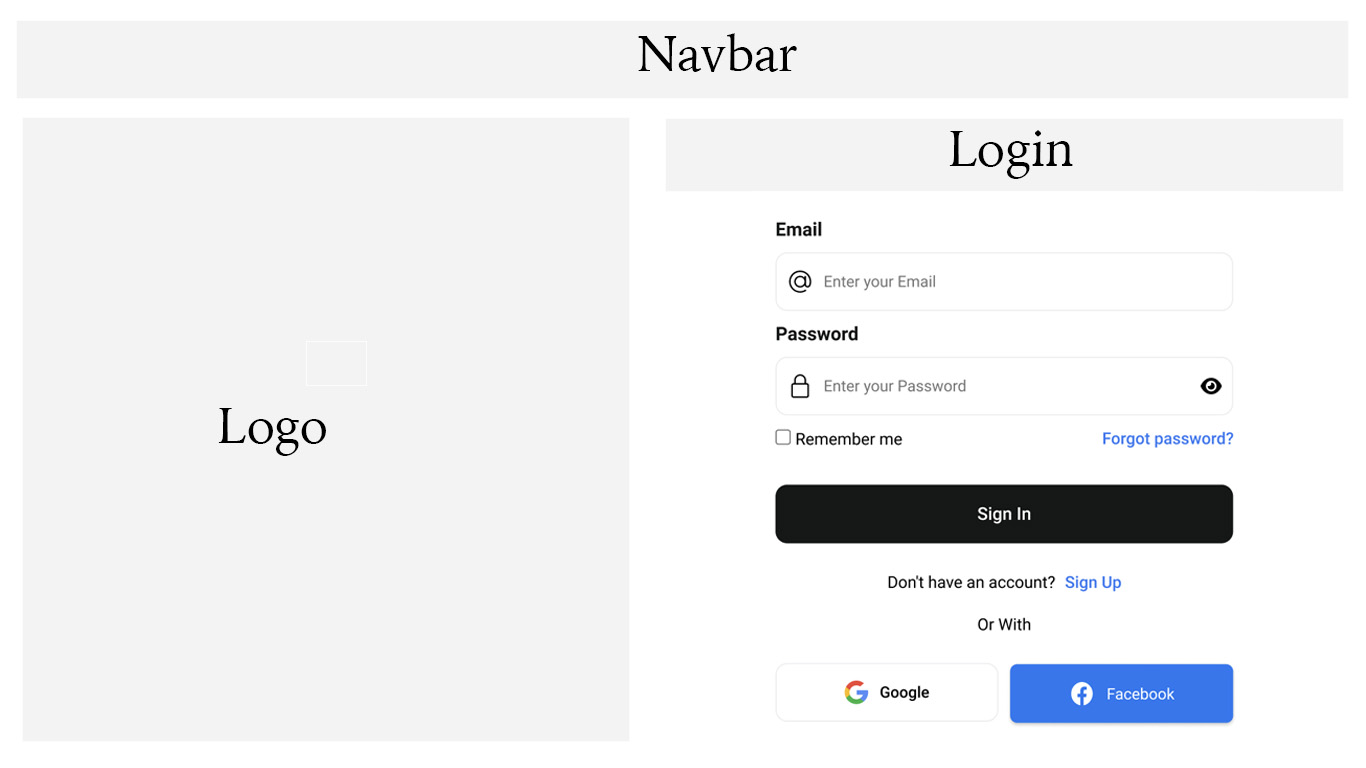 Navbar
Logo
Login
Email
Enter your Email
Password
Enter your Password
Remember me Forgot password?
Sign In
Don't have an account? Sign Up
Or With
Google Facebook